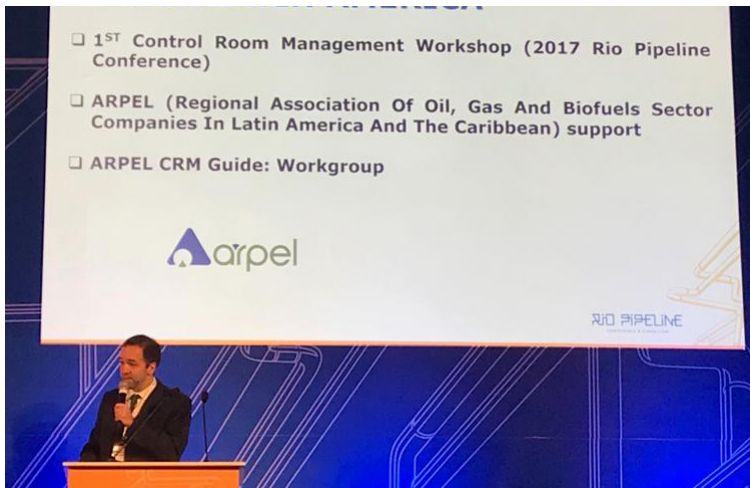 1ST Control Room Management Workshop (2017 Rio Pipeline
Conference)
ARPEL (Regional Association Of Oil, Gas And Biofuels Sector
Companies In Latin America And The Caribbean) support
ARPEL CRM Guide: Workgroup
arpel
RIO PIPELINE